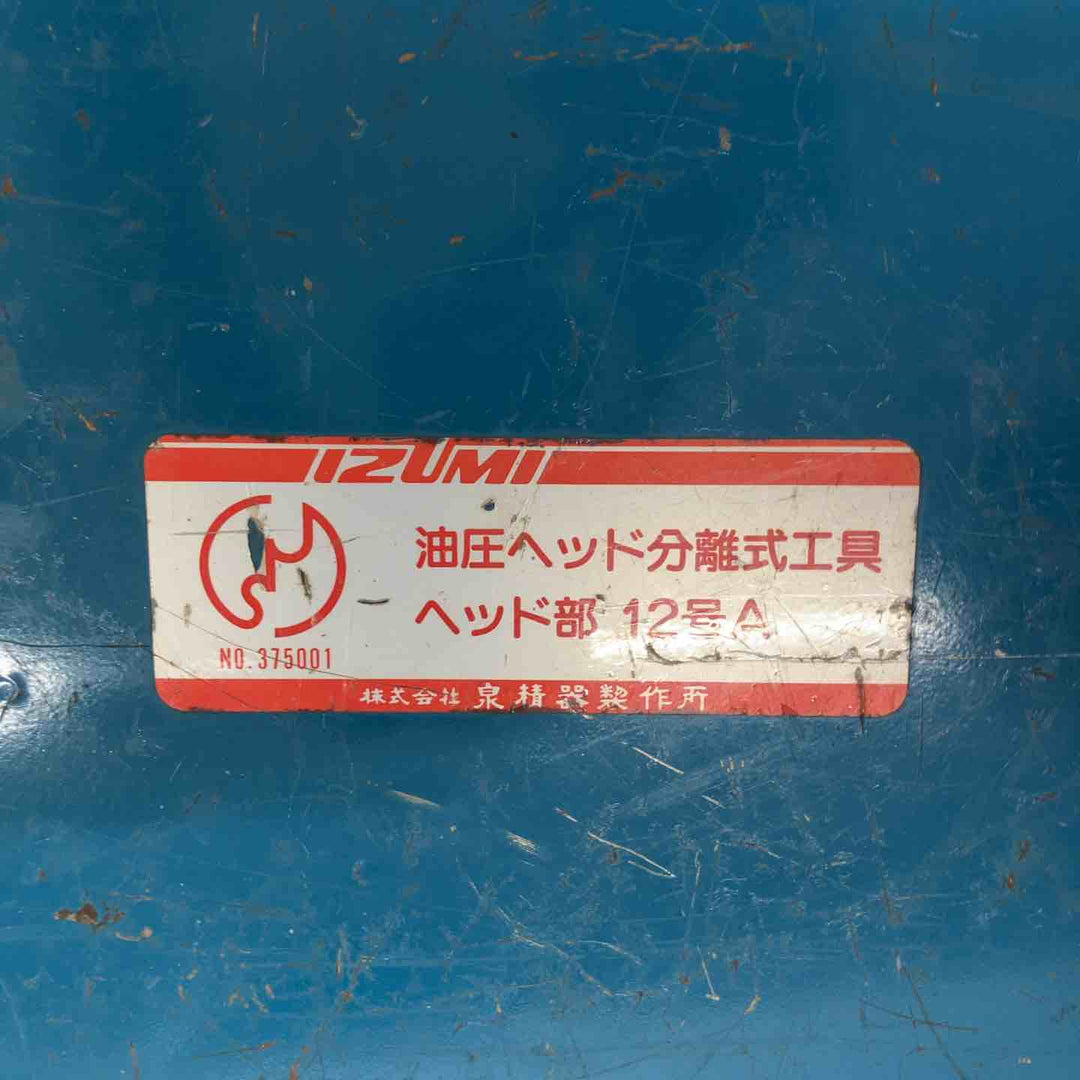 IZUMI
油圧ヘッド分離式工具
ヘッド部 12号A
NO.375001
株式会社 泉精器製作所